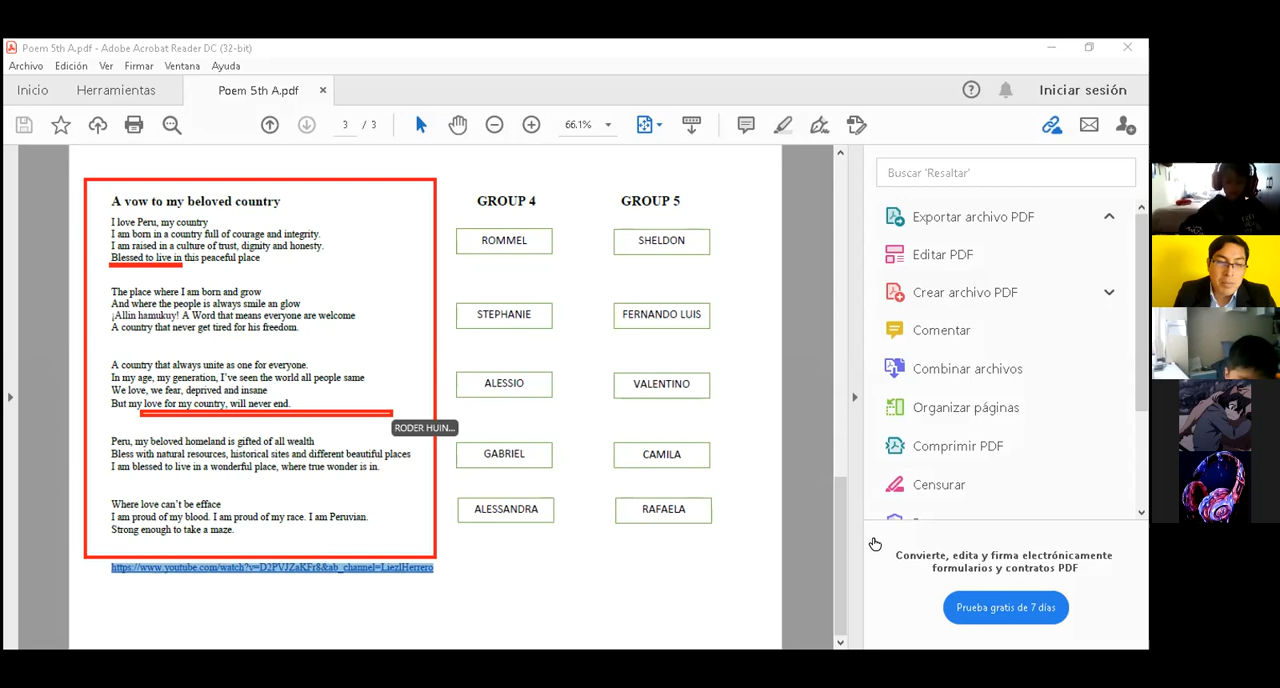 Poem 5th A.pdf - Adobe Acrobat Reader DC (32-bit)
Archivo Edición Ver Firmar Ventana Ayuda
Inicio Herramientas Poem 5th A.pdf × Iniciar sesión
3 / 3 66.1%
A vow to my beloved country
I love Peru, my country
I am born in a country full of courage and integrity.
I am raised in a culture of trust, dignity and honesty.
Blessed to live in this peaceful place
The place where I am born and grow
And where the people is always smile an glow
¡Allin hamukuy! A Word that means everyone are welcome
A country that never get tired for his freedom.
A country that always unite as one for everyone.
In my age, my generation, I've seen the world all people same
We love, we fear, deprived and insane
But my love for my country, will never end.
RODER HUIN...
Peru, my beloved homeland is gifted of all wealth
Bless with natural resources, historical sites and different beautiful places
I am blessed to live in a wonderful place, where true wonder is in.
Where love can't be efface
I am proud of my blood. I am proud of my race. I am Peruvian.
Strong enough to take a maze.
https://www.youtube.com/watch?v=D2PVJZaKFr8&ab_channel=LiezlHerrero
GROUP 4
ROMMEL
STEPHANIE
ALESSIO
GABRIEL
ALESSANDRA
GROUP 5
SHELDON
FERNANDO LUIS
VALENTINO
CAMILA
RAFAELA
Buscar 'Resaltar'
Exportar archivo PDF
Editar PDF
Crear archivo PDF
Comentar
Combinar archivos
Organizar páginas
Comprimir PDF
Censurar
Convierte, edita y firma electrónicamente
formularios y contratos PDF
Prueba gratis de 7 días